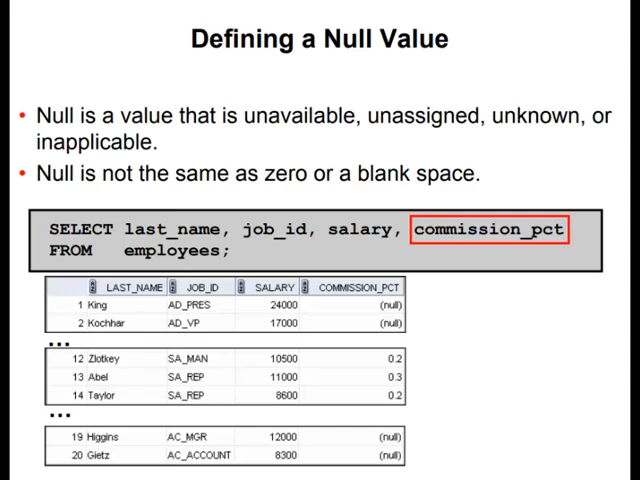 Defining a Null Value
• Null is a value that is unavailable, unassigned, unknown, or
inapplicable.
• Null is not the same as zero or a blank space.
SELECT last_name, job_id, salary, commission_pct
FROM employees;
LAST_NAME JOB_ID SALARY COMMISSION_PCT
1 King AD_PRES 24000 (null)
2 Kochhar AD_VP 17000 (null)
...
12 Zlotkey SA_MAN 10500 0.2
13 Abel SA_REP 11000 0.3
14 Taylor SA_REP 8600 0.2
...
19 Higgins AC_MGR 12000 (null)
20 Gietz AC_ACCOUNT 8300 (null)